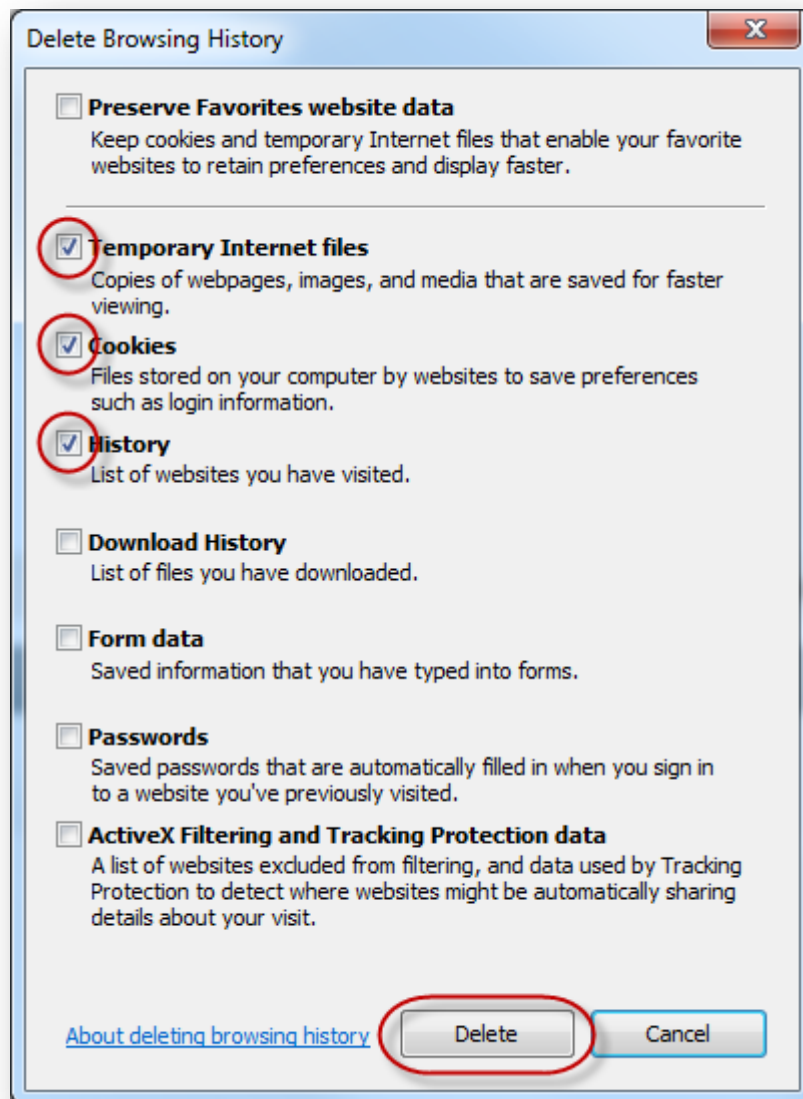 Delete Browsing History
Preserve Favorites website data
Keep cookies and temporary Internet files that enable your favorite
websites to retain preferences and display faster.
Temporary Internet files
Copies of webpages, images, and media that are saved for faster
viewing.
Cookies
Files stored on your computer by websites to save preferences
such as login information.
History
List of websites you have visited.
Download History
List of files you have downloaded.
Form data
Saved information that you have typed into forms.
Passwords
Saved passwords that are automatically filled in when you sign in
to a website you've previously visited.
ActiveX Filtering and Tracking Protection data
A list of websites excluded from filtering, and data used by Tracking
Protection to detect where websites might be automatically sharing
details about your visit.
About deleting browsing history Delete Cancel